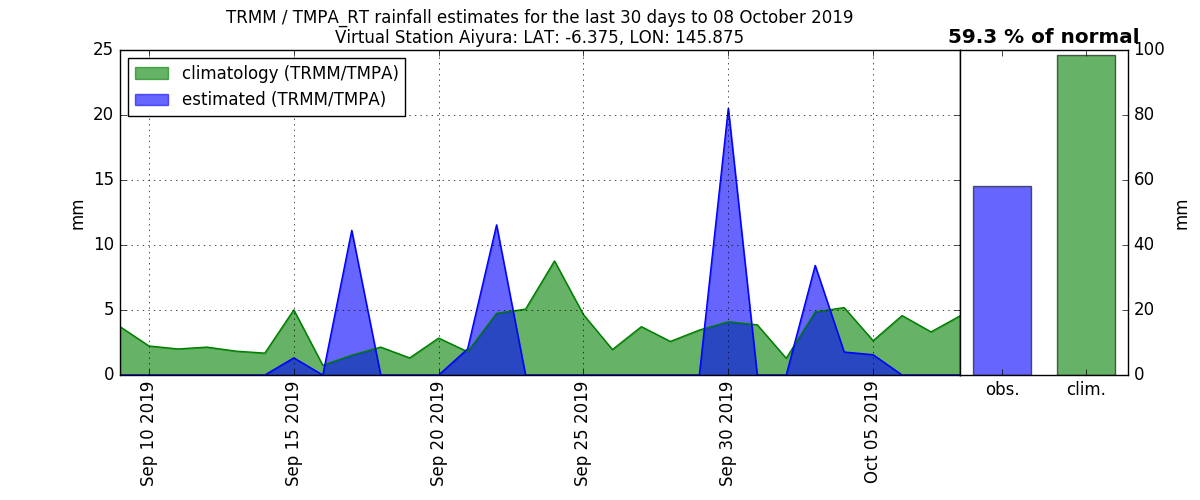 TRMM / TMPA_RT rainfall estimates for the last 30 days to 08 October 2019
Virtual Station Aiyura: LAT: -6.375, LON: 145.875
59.3 % of normal
climatology (TRMM/TMPA)
estimated (TRMM/TMPA)
25
20
15
10
5
0
mm
100
80
60
40
20
0
mm
obs.
clim.
Sep 10 2019
Sep 15 2019
Sep 20 2019
Sep 25 2019
Sep 30 2019
Oct 05 2019